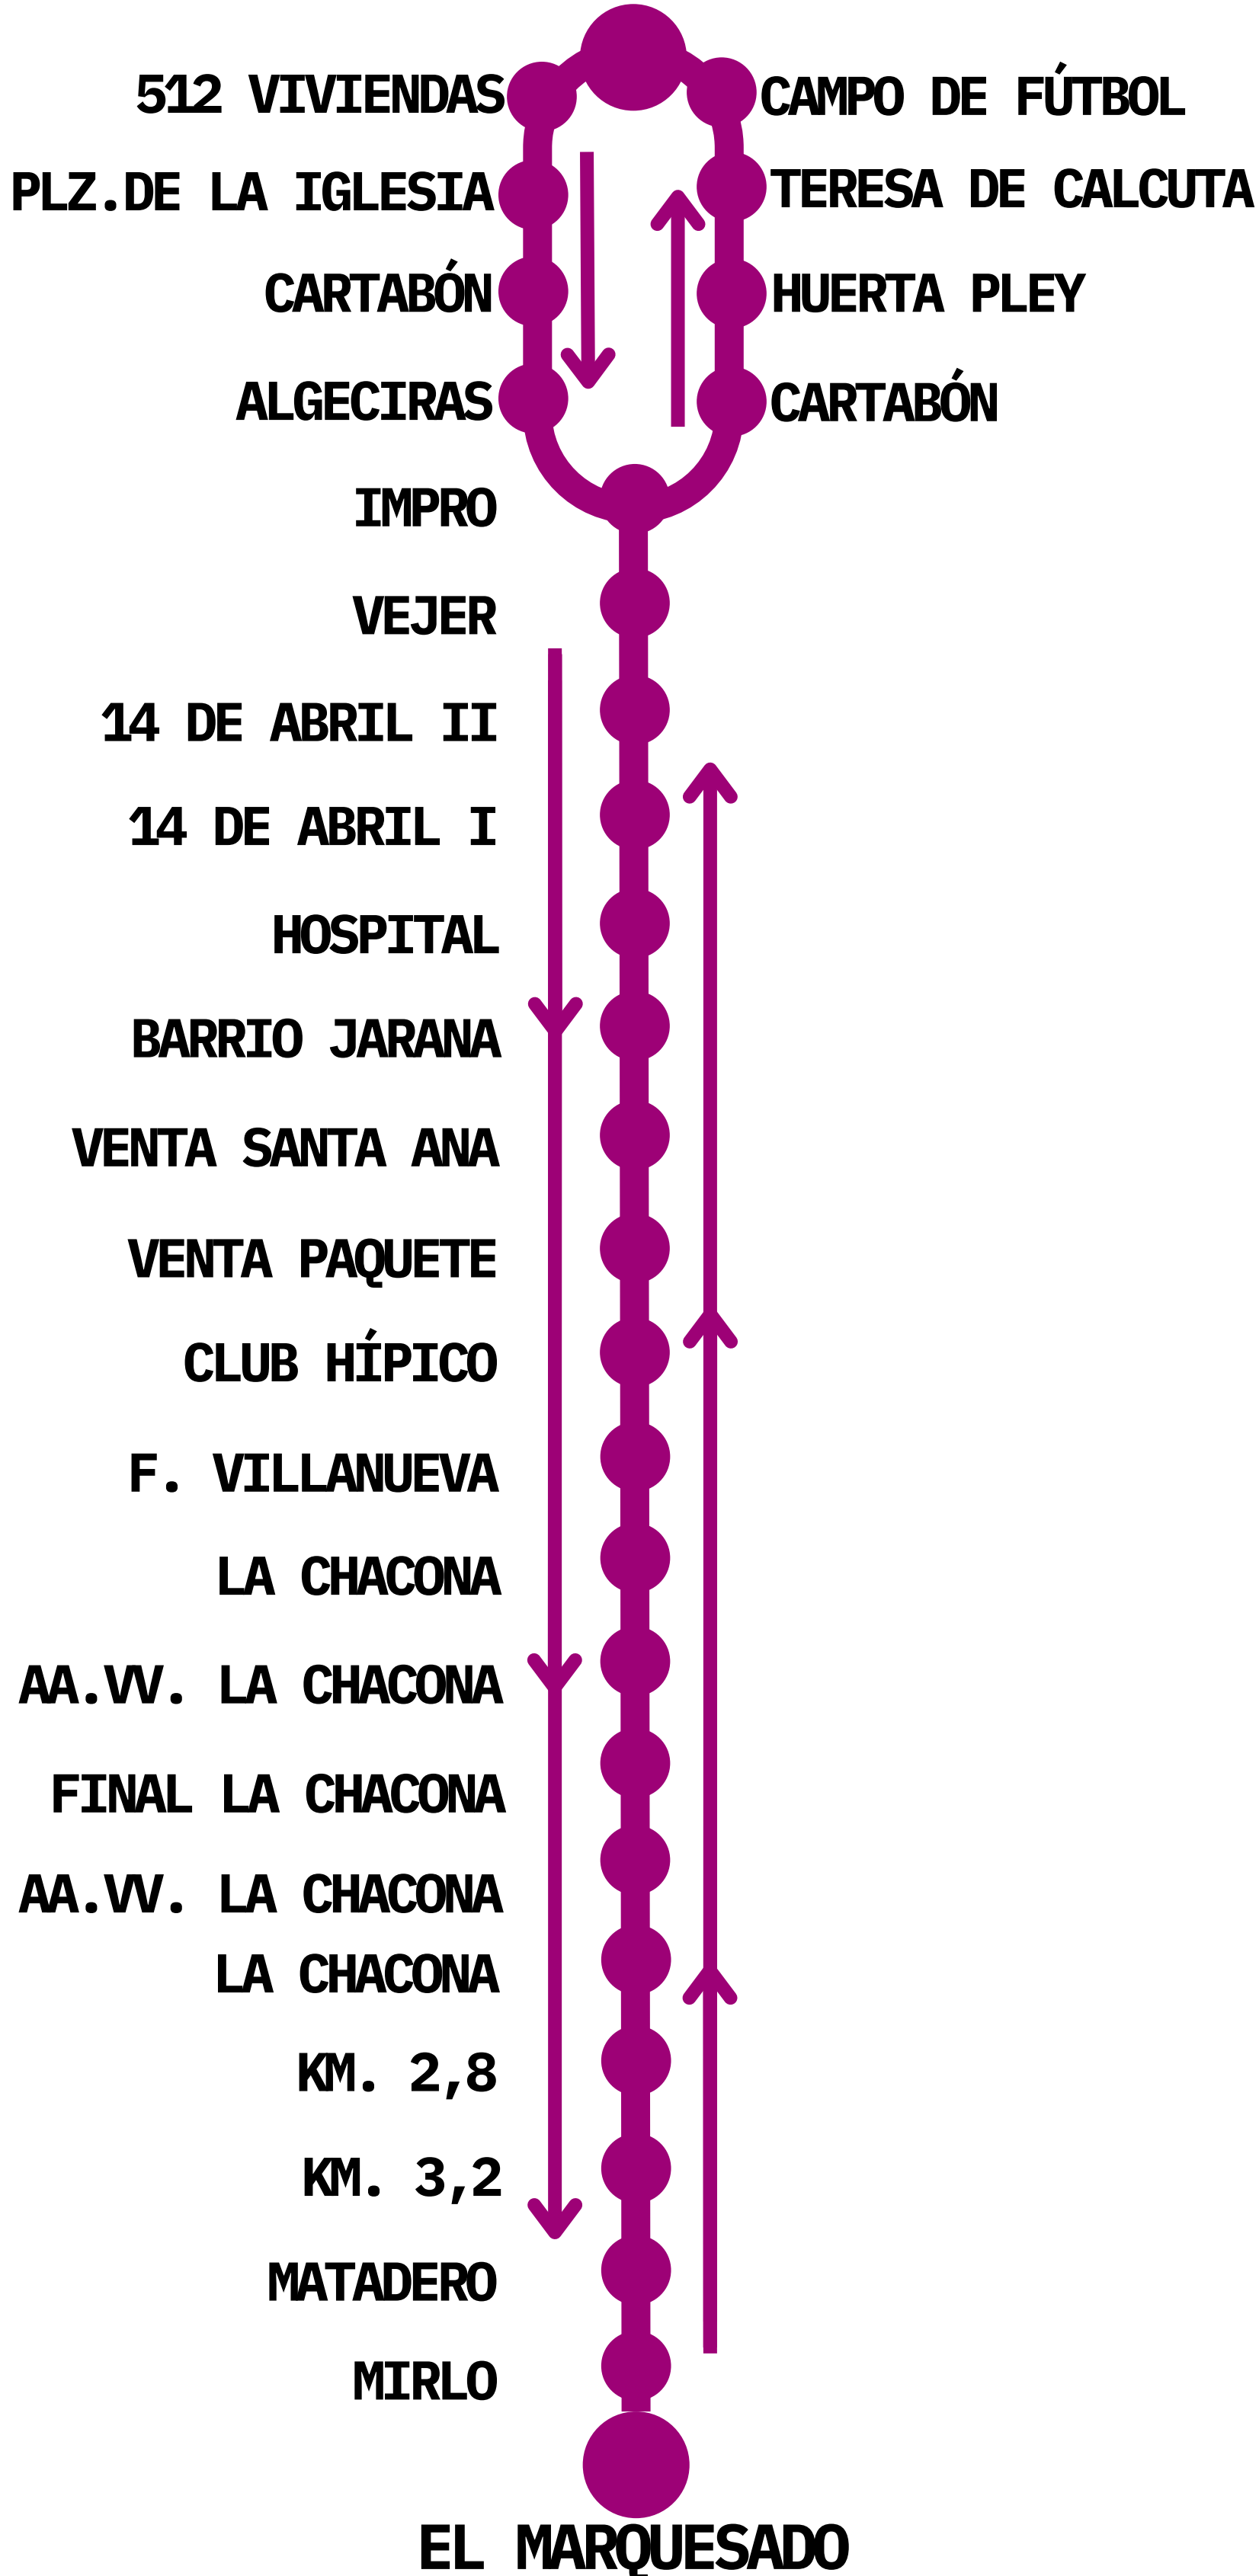 512 VIVIENDAS
CAMPO DE FÚTBOL
PLZ.DE LA IGLESIA
TERESA DE CALCUTA
CARTABÓN
HUERTA PLEY
ALGECIRAS
CARTABÓN
IMPRO
VEJER
14 DE ABRIL II
14 DE ABRIL I
HOSPITAL
BARRIO JARANA
VENTA SANTA ANA
VENTA PAQUETE
CLUB HÍPICO
F. VILLANUEVA
LA CHACONA
AA.VV. LA CHACONA
FINAL LA CHACONA
AA.VV. LA CHACONA
LA CHACONA
KM. 2,8
KM. 3,2
MATADERO
MIRLO
EL MARQUESADO